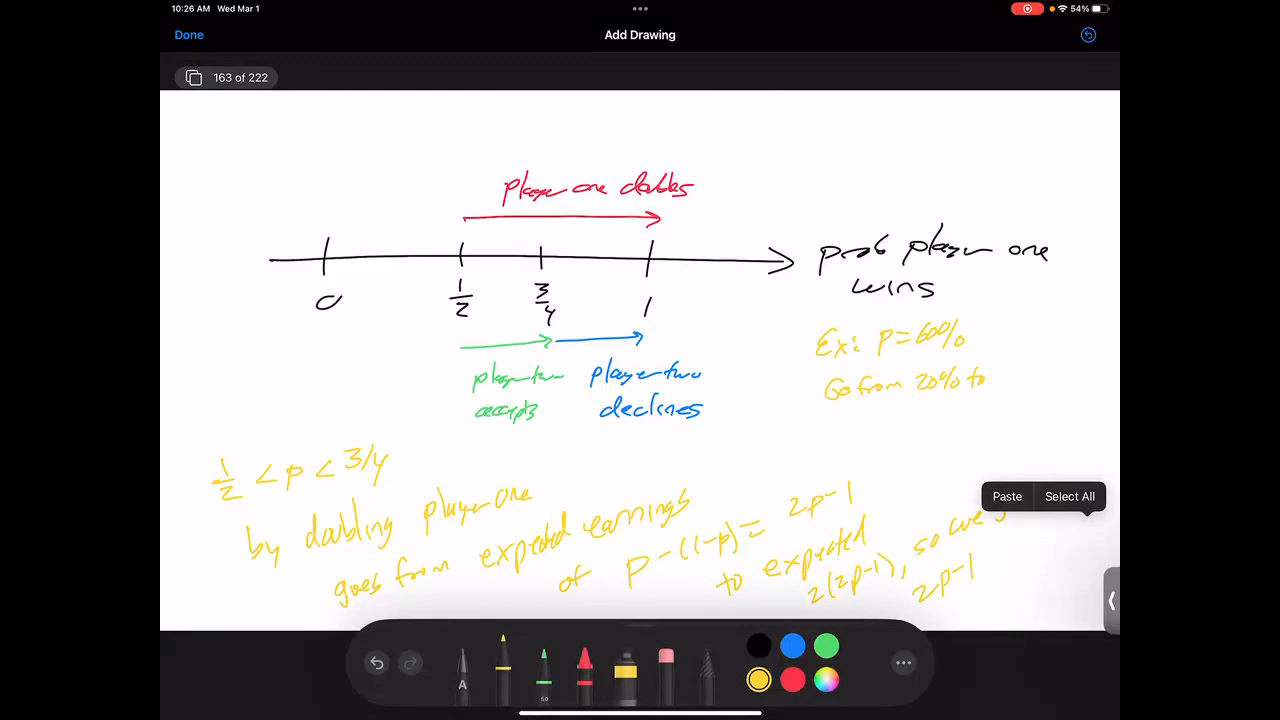 10:26 AM Wed Mar 1
54%
Done
Add Drawing
163 of 222
player one doubles
0
1/2
3/4
1
prob player one
wins
player two
accepts
player two
declines
Ex: p=60%
Go from 20% to
1/2 < p < 3/4
by doubling player one
goes from expected earnings
of p-(1-p)= 2p-1
to expected
2(2p-1), so
2p-1
Paste
Select All
A
50